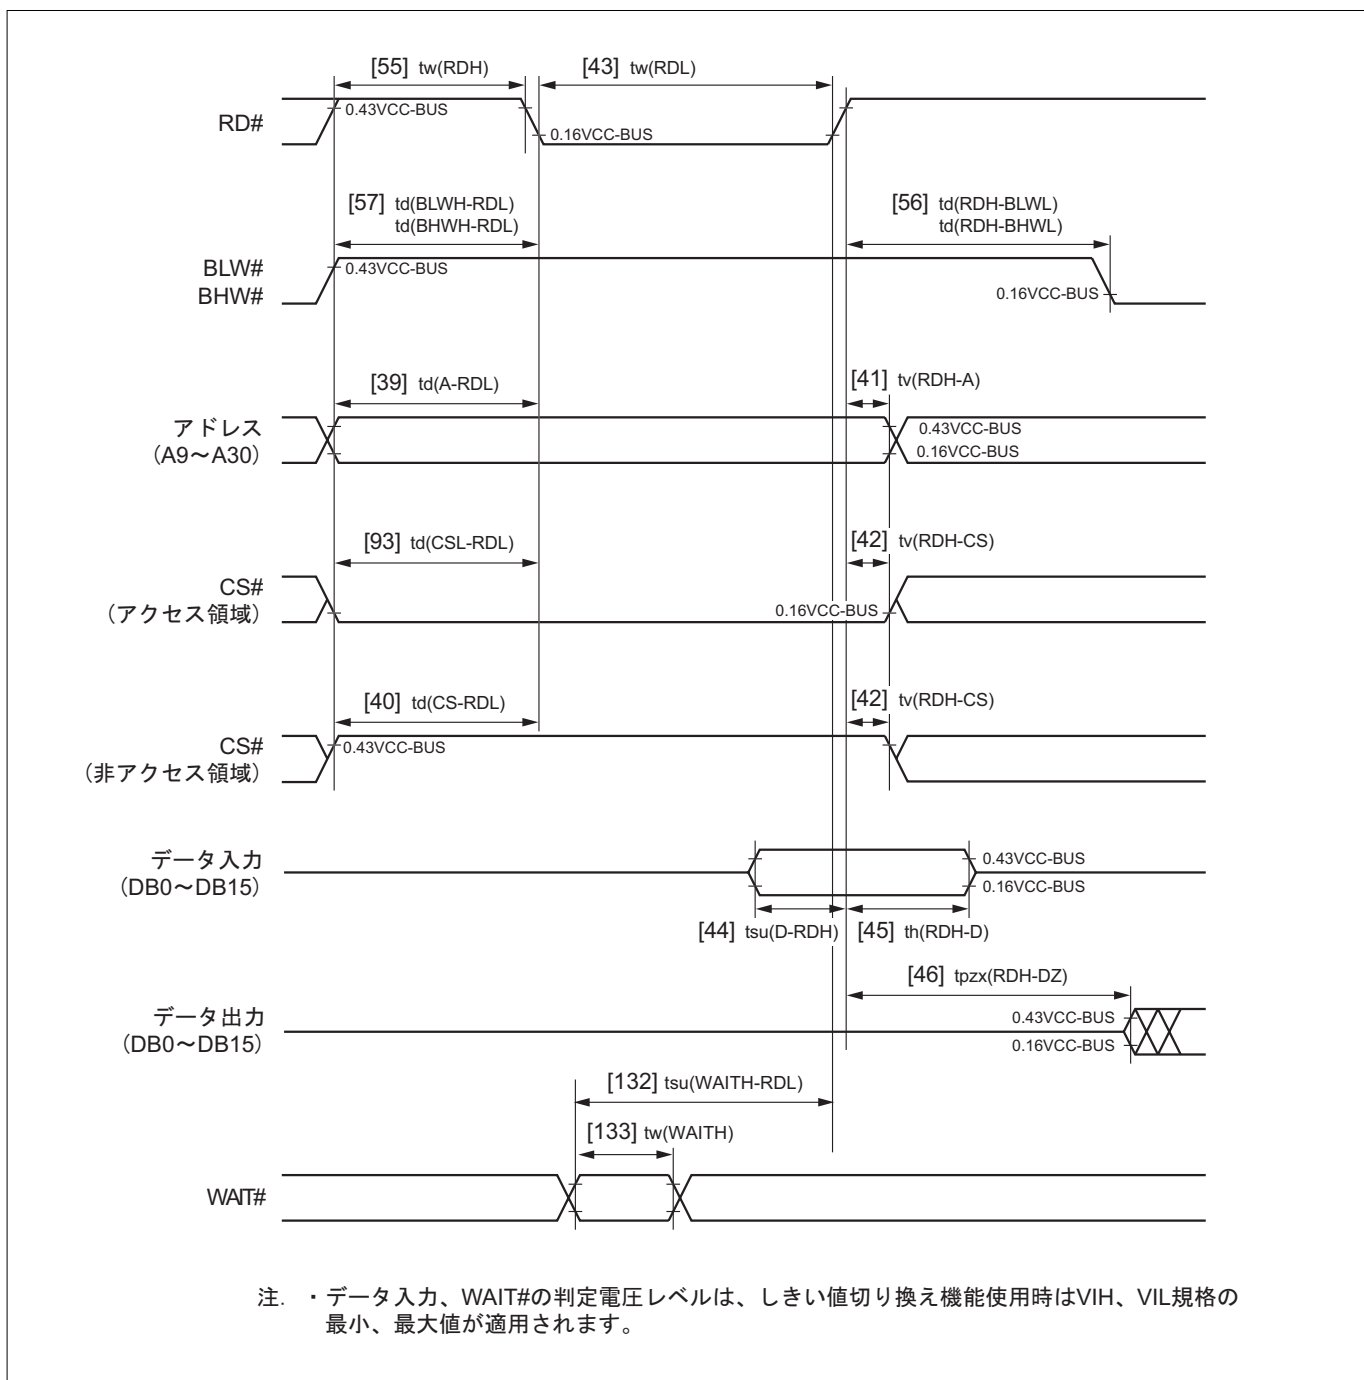 [55] tw(RDH)
[43] tw(RDL)
RD#
0.43VCC-BUS
0.16VCC-BUS
[57] td(BLWH-RDL)
td(BHWH-RDL)
[56] td(RDH-BLWL)
td(RDH-BHWL)
BLW#
BHW#
0.43VCC-BUS
0.16VCC-BUS
[39] td(A-RDL)
[41] tv(RDH-A)
アドレス
(A9～A30)
0.43VCC-BUS
0.16VCC-BUS
[93] td(CSL-RDL)
[42] tv(RDH-CS)
CS#
(アクセス領域)
0.16VCC-BUS
[40] td(CS-RDL)
[42] tv(RDH-CS)
CS#
(非アクセス領域)
0.43VCC-BUS
データ入力
(DB0～DB15)
0.43VCC-BUS
0.16VCC-BUS
[44] tsu(D-RDH)
[45] th(RDH-D)
[46] tpzx(RDH-DZ)
データ出力
(DB0～DB15)
0.43VCC-BUS
0.16VCC-BUS
[132] tsu(WAITH-RDL)
[133] tw(WAITH)
WAIT#
注. ・データ入力、WAIT#の判定電圧レベルは、しきい値切り換え機能使用時はVIH、VIL規格の
最小、最大値が適用されます。